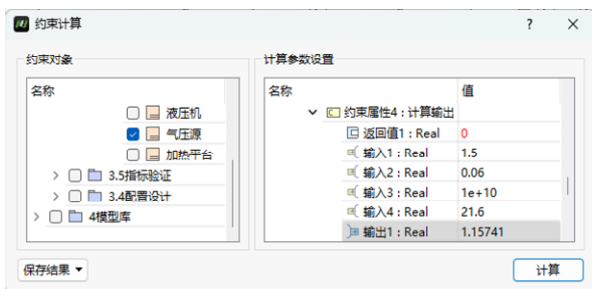 约束计算
?
约束对象
名称
液压机
气压源
加热平台
3.5指标验证
3.4配置设计
4模型库
计算参数设置
名称 值
约束属性4：计算输出
返回值1：Real 0
输入1：Real 1.5
输入2：Real 0.06
输入3：Real 1e+10
输入4：Real 21.6
输出1：Real 1.15741
保存结果
计算